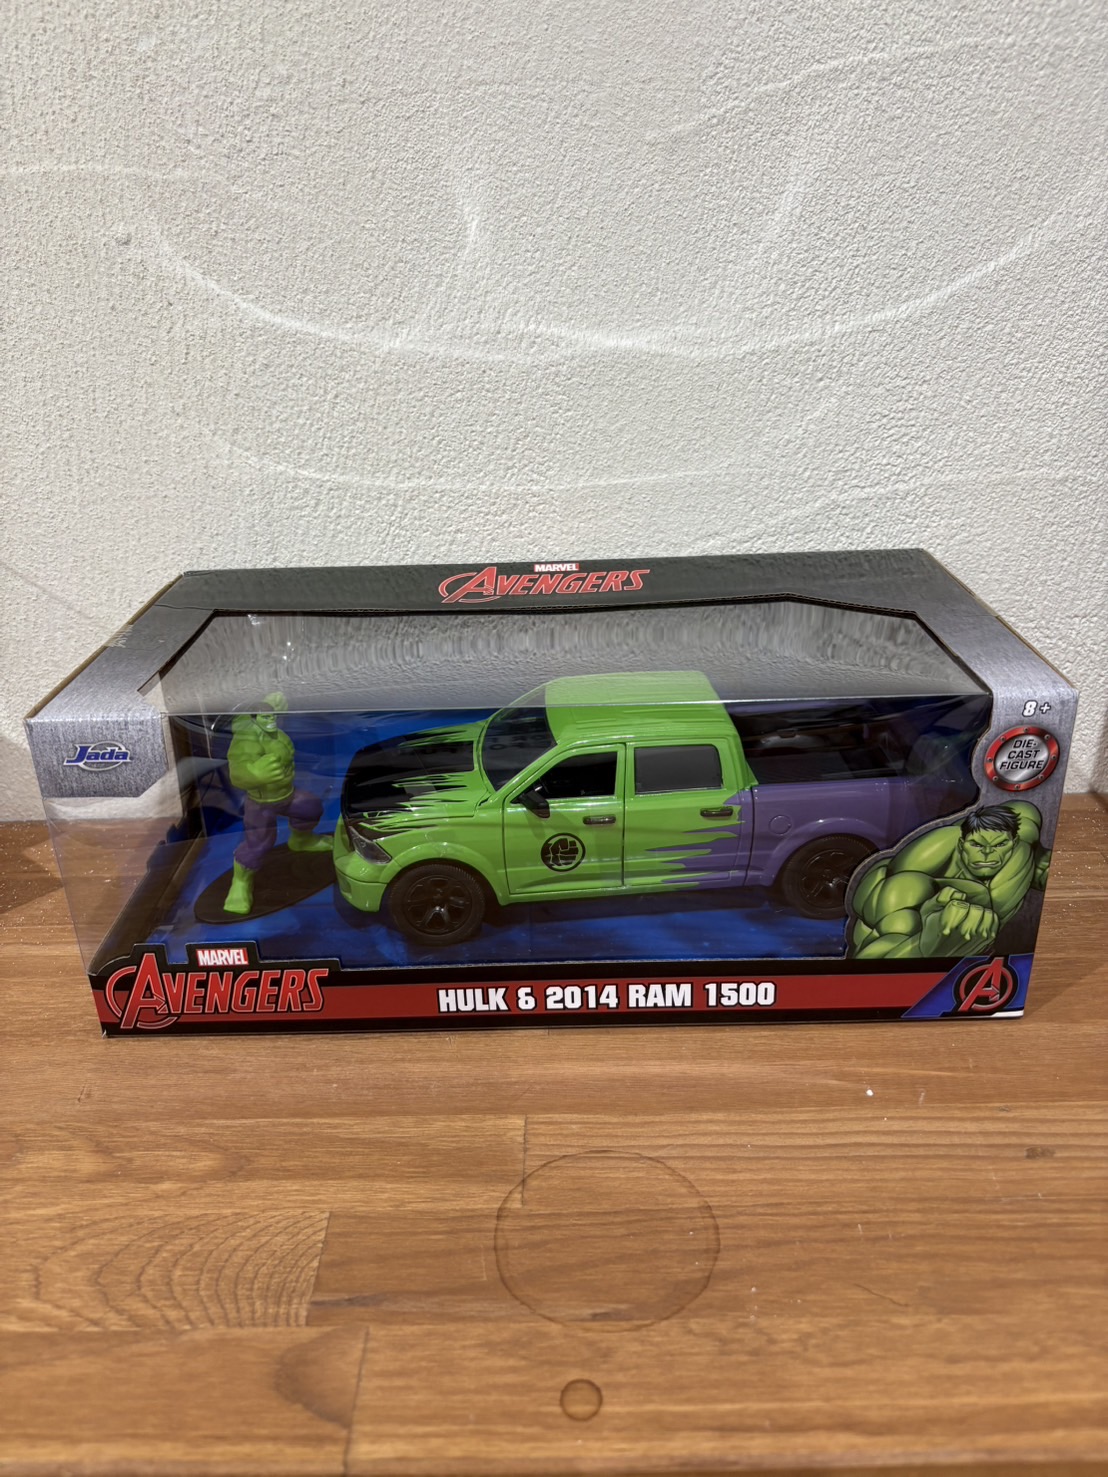 MARVEL
AVENGERS
8+
Jada
DIE-
CAST
FIGURE
MARVEL
AVENGERS
HULK & 2014 RAM 1500
A